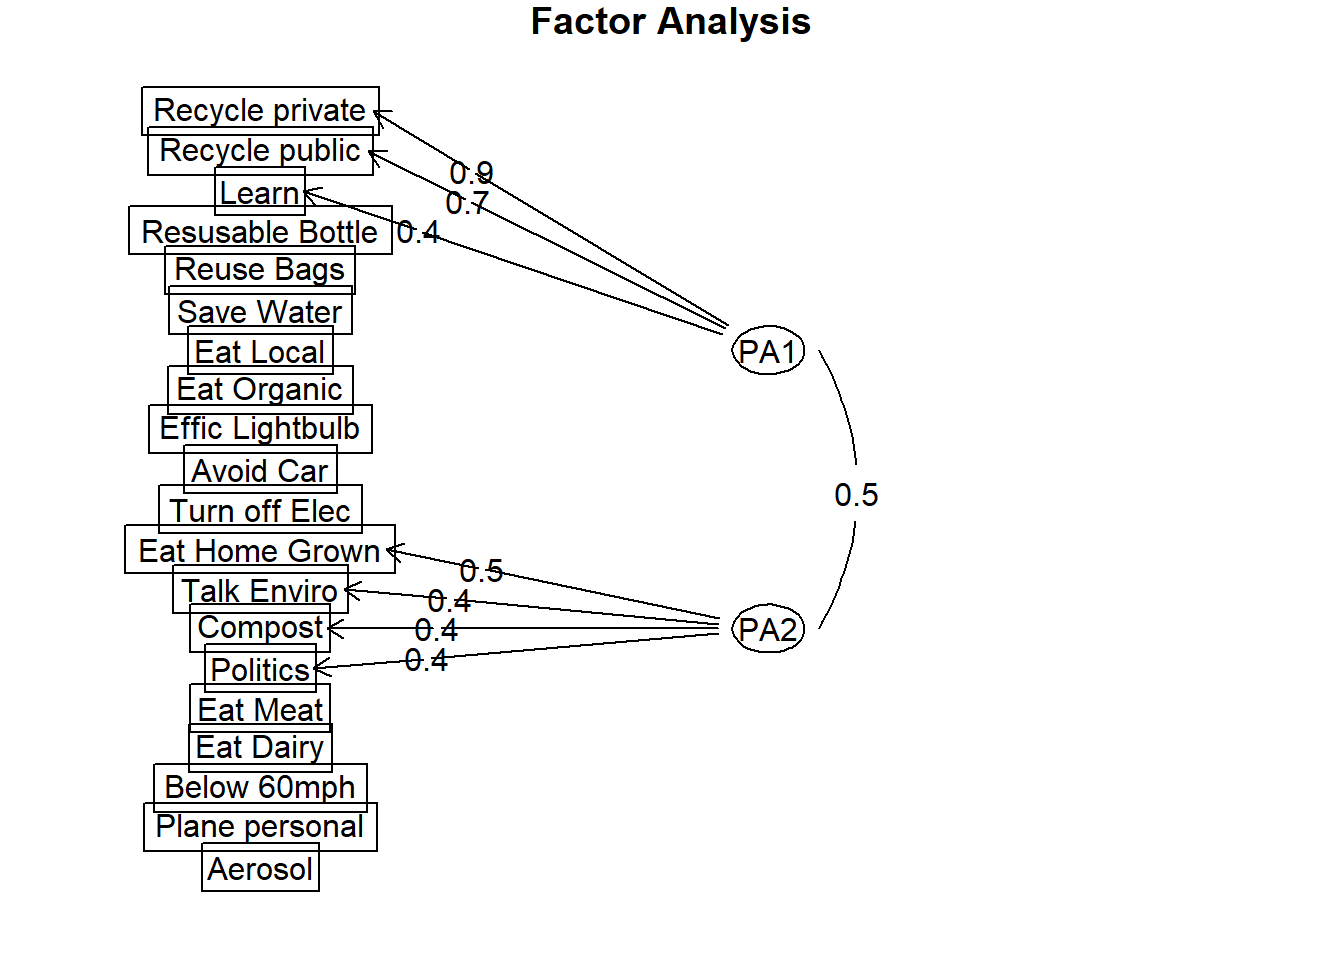 Factor Analysis
Recycle private
Recycle public
Learn
Resusable Bottle
Reuse Bags
Save Water
Eat Local
Eat Organic
Effic Lightbulb
Avoid Car
Turn off Elec
Eat Home Grown
Talk Enviro
Compost
Politics
Eat Meat
Eat Dairy
Below 60mph
Plane personal
Aerosol
0.9
0.7
0.4
0.5
0.4
0.4
0.4
PA1
PA2
0.5